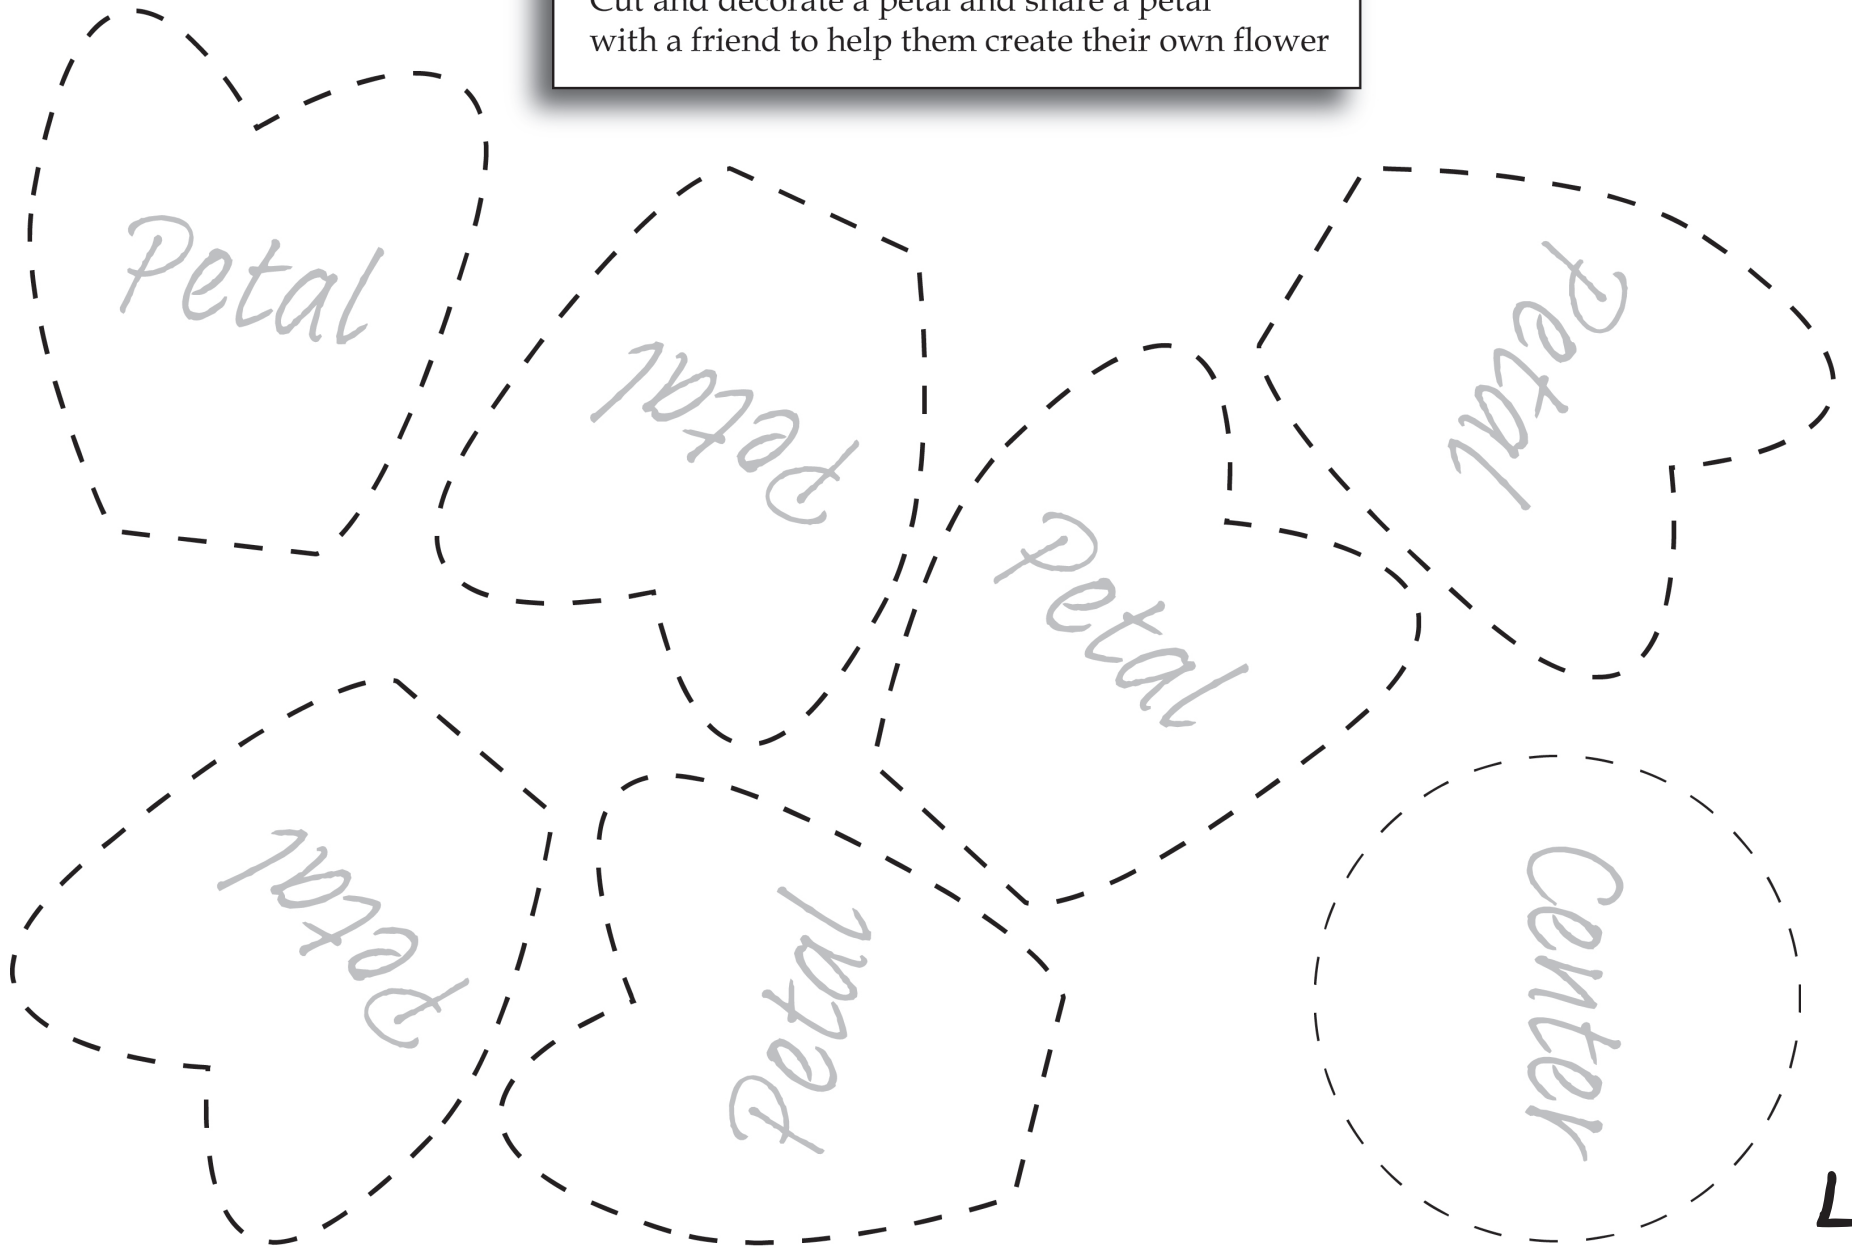 Cut and decorate a petal and share a petal
with a friend to help them create their own flower
Petal
Petal
Petal
Petal
Petal
Petal
Center
L